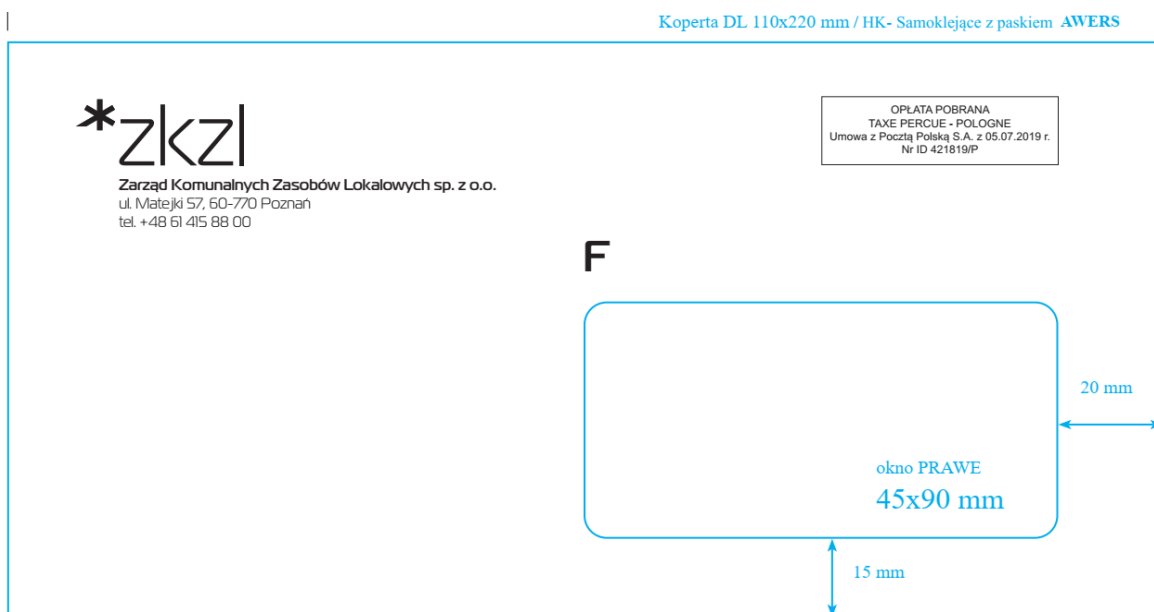 Koperta DL 110x220 mm / HK- Samoklejące z paskiem AWERS
*zkzl
Zarząd Komunalnych Zasobów Lokalowych sp. z o.o.
ul. Matejki 57, 60-770 Poznań
tel. +48 61 415 88 00
OPŁATA POBRANA
TAXE PERCUE - POLOGNE
Umowa z Pocztą Polską S.A. z 05.07.2019 r.
Nr ID 421819/P
F
20 mm
okno PRAWE
45x90 mm
15 mm